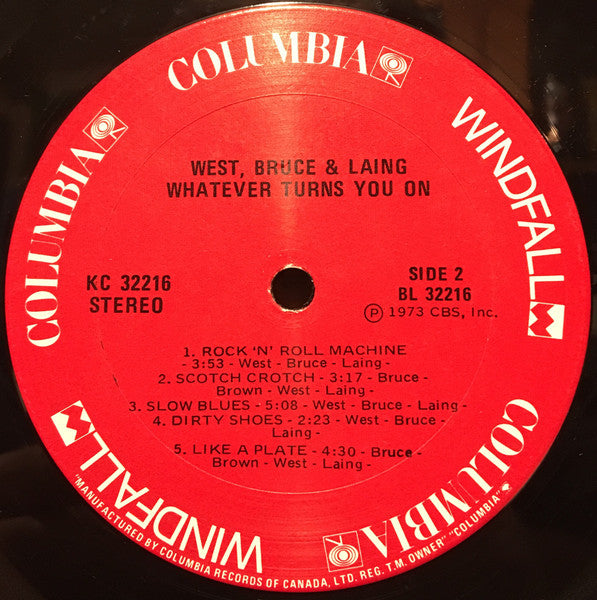 COLUMBIA
WINDFALL
COLUMBIA
WINDFALL
COLUMBIA
WEST, BRUCE & LAING
WHATEVER TURNS YOU ON
KC 32216
STEREO
SIDE 2
BL 32216
Ⓟ 1973 CBS, Inc.
1. ROCK 'N' ROLL MACHINE
- 3:53 - West - Bruce - Laing -
2. SCOTCH CROTCH - 3:17 - Bruce -
Brown - West - Laing -
3. SLOW BLUES - 5:08 - West - Bruce - Laing -
4. DIRTY SHOES - 2:23 - West - Bruce -
Laing -
5. LIKE A PLATE - 4:30 - Bruce -
Brown - West - Laing -
"MANUFACTURED BY COLUMBIA RECORDS OF CANADA, LTD. REG. T.M. OWNER "COLUMBIA"